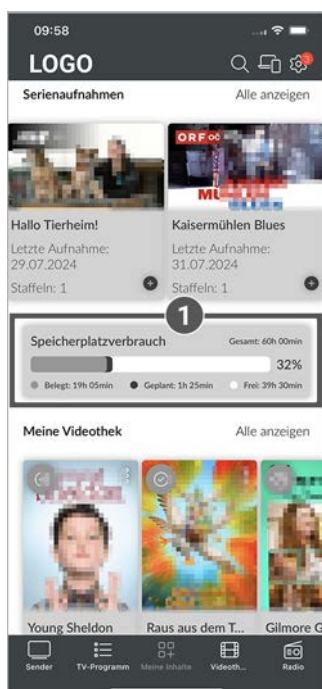 09:58
LOGO
3
Serienaufnahmen Alle anzeigen
ORF
Hallo Tierheim! Kaisermühlen Blues
Letzte Aufnahme: Letzte Aufnahme:
29.07.2024 31.07.2024
Staffeln: 1 Staffeln: 1
1
Speicherplatzverbrauch Gesamt: 60h 00min
32%
Belegt: 19h 05min Geplant: 1h 25min Frei: 39h 30min
Meine Videothek Alle anzeigen
Young Sheldon Raus aus dem T... Gilmore G
Sender TV-Programm Meine Inhalte Videoth... Radio